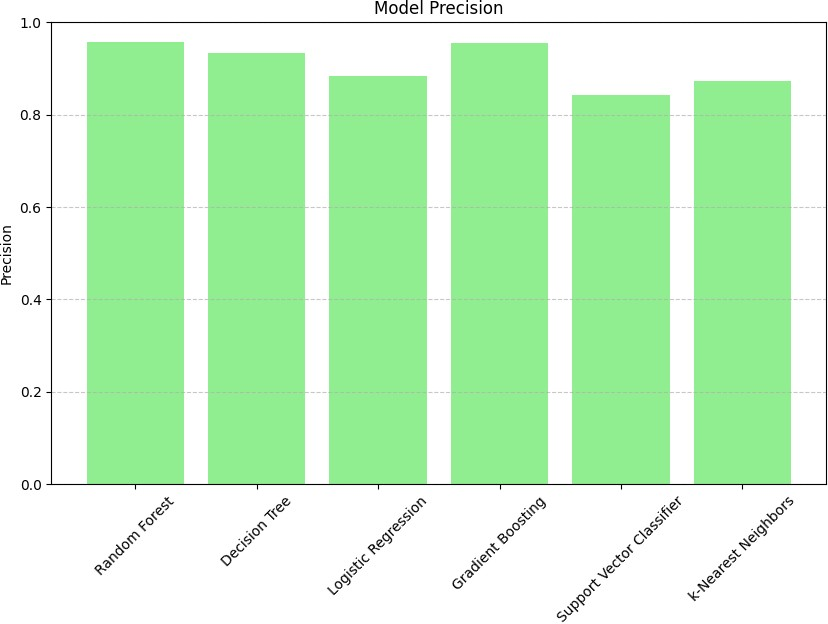 Model Precision
Precision
1.0
0.8
0.6
0.4
0.2
0.0
Random Forest
Decision Tree
Logistic Regression
Gradient Boosting
Support Vector Classifier
k-Nearest Neighbors